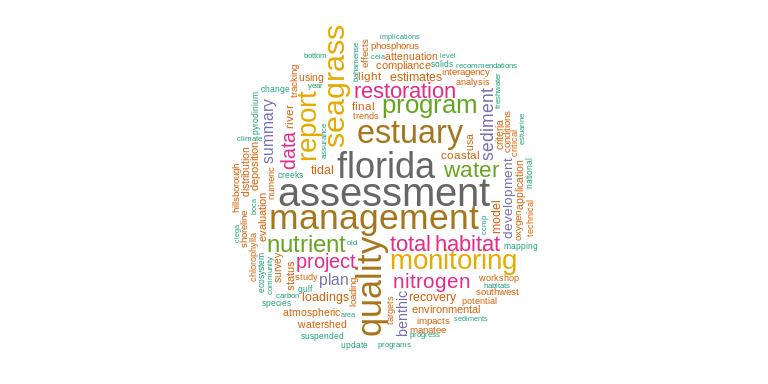 implications
phosphorus
bottom
level
effects
ceia
attenuation
bahamense
seagrass
compliance
solids
recommendations
tracking
using
light
estimates
interagency
analysis
freshwater
change
year
restoration
report
final
program
sediment
pyrodinium
river
trends
summary
data
assurance
estuary
usa
criteria
conditions
critical
estuarine
climate
coastal
florida
water
tidal
creeks
deposition
distribution
hillsborough
numeric
assessment
development
application
national
boca
management
model
oxygen
technical
ccmp
ciega
shoreline
evaluation
chlorophylla
nutrient
old
quality
total
habitat
mapping
project
monitoring
ecosystem
community
survey
status
study
plan
loading
nitrogen
workshop
habitats
gulf
carbon
species
loadings
targets
benthic
recovery
southwest
potential
atmospheric
area
environmental
watershed
impacts
sediments
manatee
suspended
progress
update
programs